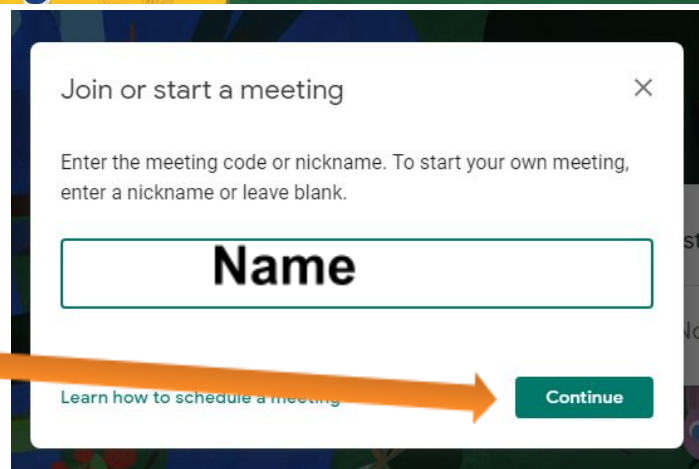 Join or start a meeting
Enter the meeting code or nickname. To start your own meeting,
enter a nickname or leave blank.
Name
Learn how to schedule a meeting
Continue